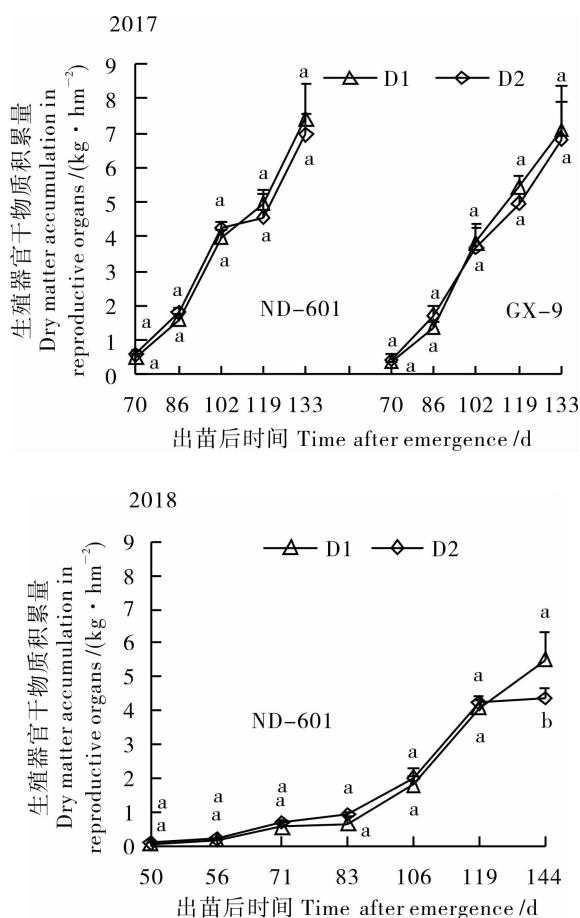 2017
生殖器官干物质积累量
Dry matter accumulation in
reproductive organs /(kg·hm⁻²)
9
8
7
6
5
4
3
2
1
0
D1 D2
a a a a a a a a a a
a a a a a a a a a a
ND-601 GX-9
70 86 102 119 133 70 86 102 119 133
出苗后时间 Time after emergence /d
2018
生殖器官干物质积累量
Dry matter accumulation in
reproductive organs /(kg·hm⁻²)
9
8
7
6
5
4
3
2
1
0
D1 D2
a a a a a a a
a a a a a a b
ND-601
50 56 71 83 106 119 144
出苗后时间 Time after emergence /d